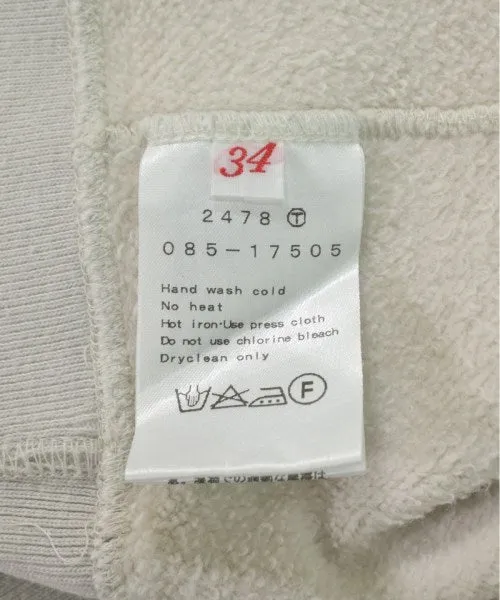 34
2478 Ⓣ
085-17505
Hand wash cold
No heat
Hot iron·Use press cloth
Do not use chlorine bleach
Dryclean only
F